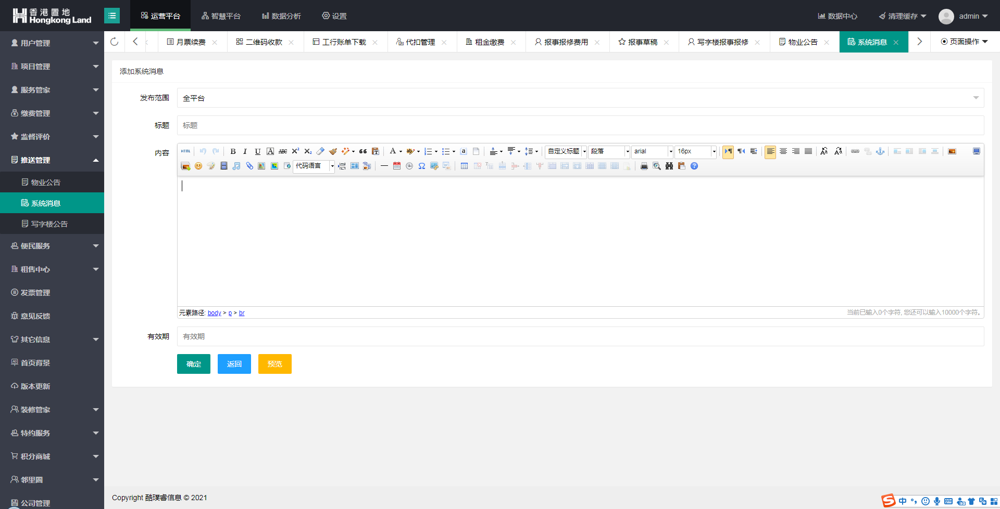 香港置地
Hongkong Land
运营平台
智慧平台
数据分析
设置
数据中心
清理缓存
admin
月票续费
二维码收款
工行账单下载
代扣管理
租金缴费
报事报修费用
报事草稿
写字楼报事报修
物业公告
系统消息
页面操作
用户管理
项目管理
服务管家
缴费管理
监督评价
推送管理
物业公告
系统消息
写字楼公告
便民服务
租售中心
发票管理
意见反馈
其它信息
首页背景
版本更新
装修管家
特约服务
积分商城
邻里圈
公司管理
添加系统消息
发布范围
全平台
标题
标题
内容
HTML
自定义标题
段落
arial
16px
代码语言
元素路径: body > p > br
当前已输入0个字符, 您还可以输入10000个字符。
有效期
有效期
确定
返回
预览
Copyright 酷璞睿信息 © 2021
中